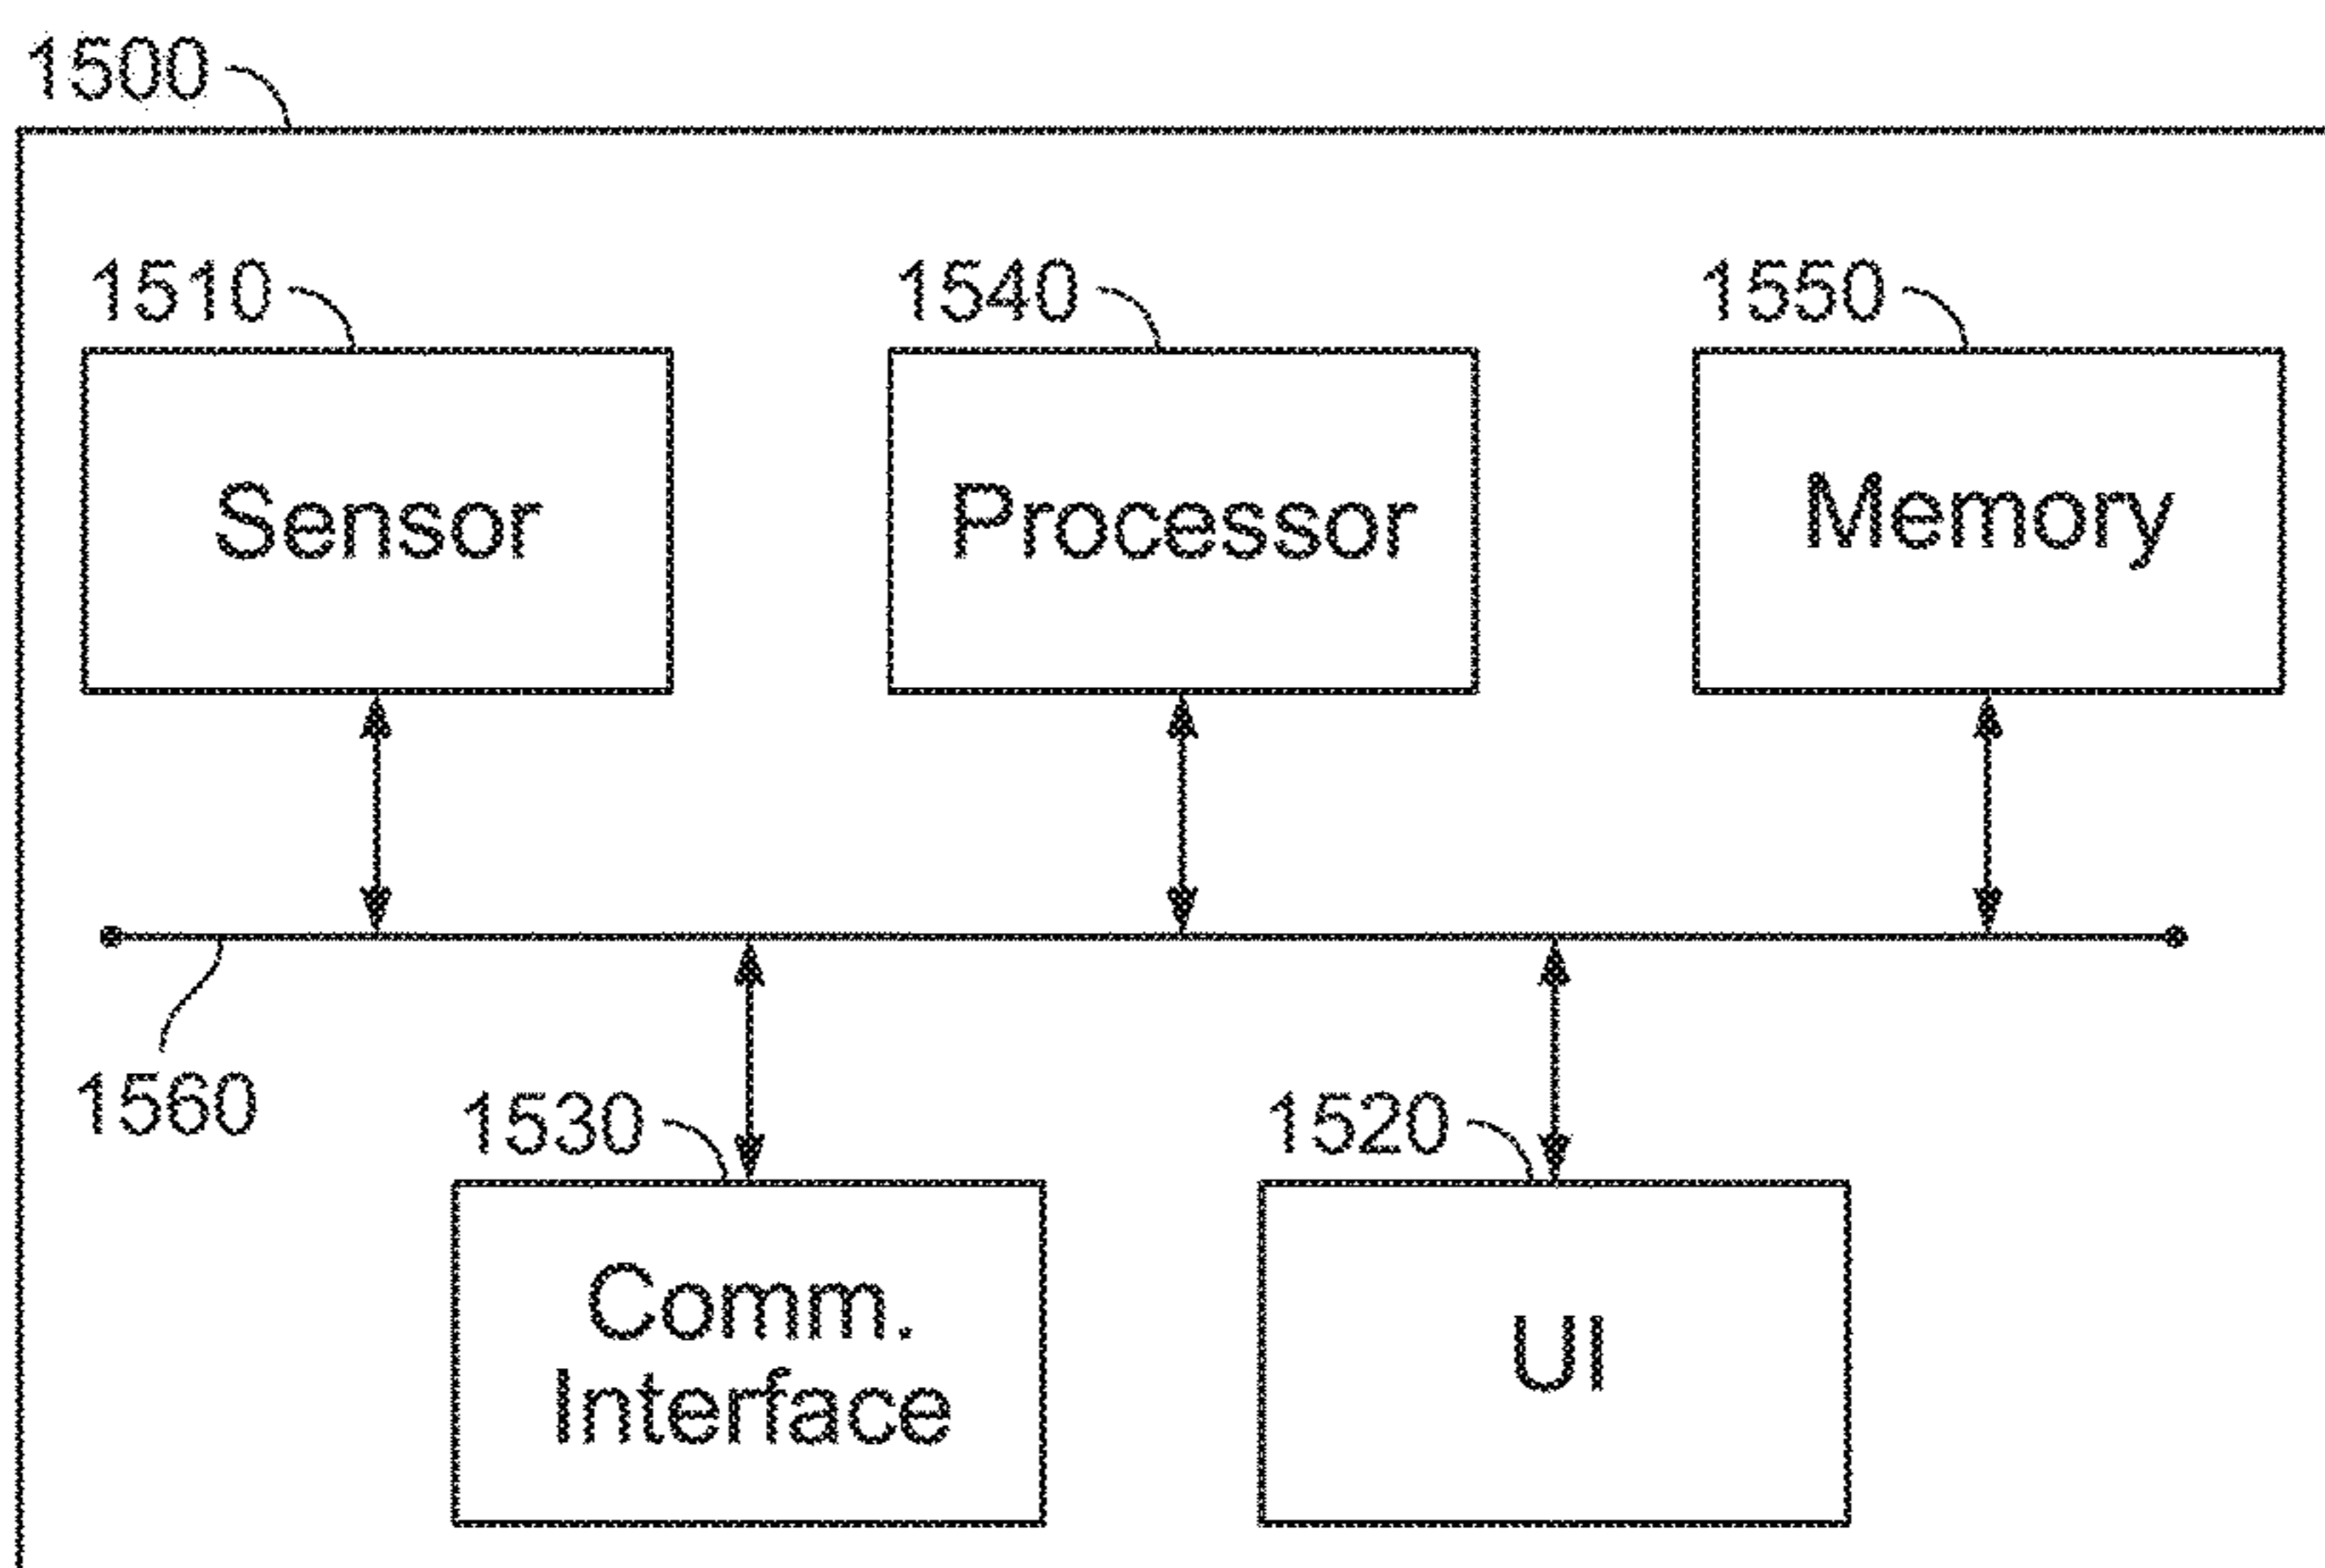 1500
1510
1540
1550
Sensor
Processor
Memory
1560
1530
1520
Comm.
Interface
UI